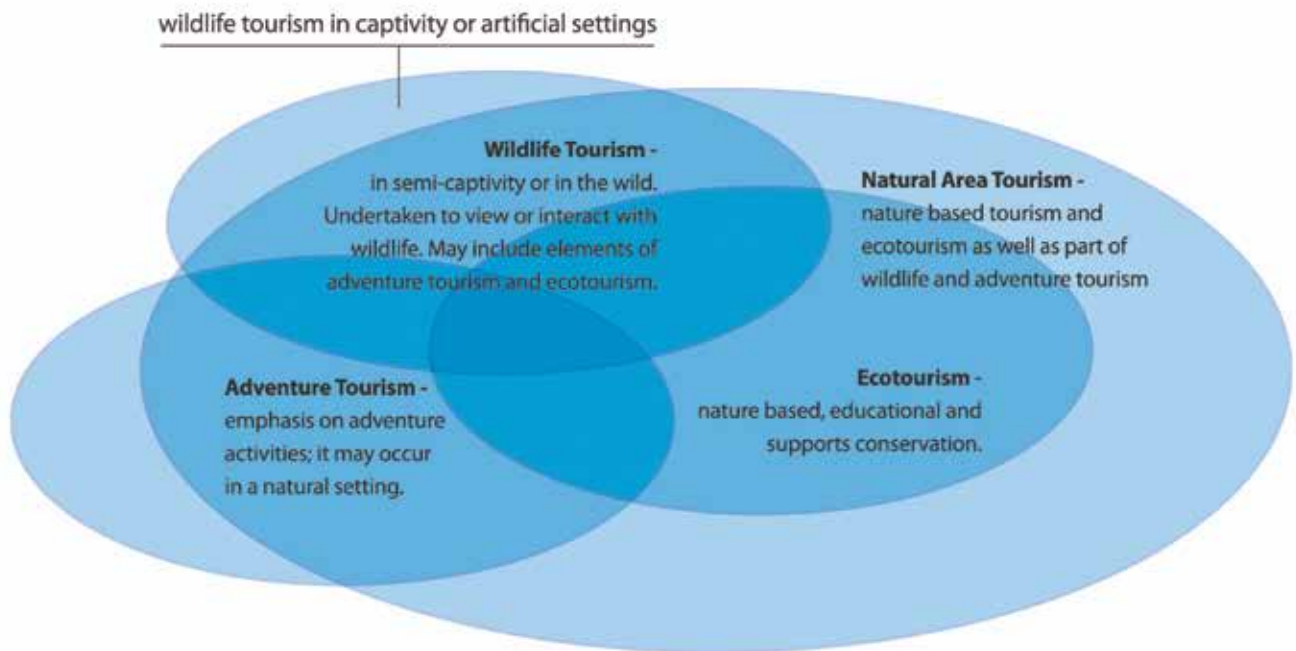 wildlife tourism in captivity or artificial settings
Wildlife Tourism -
in semi-captivity or in the wild.
Undertaken to view or interact with
wildlife. May include elements of
adventure tourism and ecotourism.
Natural Area Tourism -
nature based tourism and
ecotourism as well as part of
wildlife and adventure tourism
Adventure Tourism -
emphasis on adventure
activities; it may occur
in a natural setting.
Ecotourism -
nature based, educational and
supports conservation.